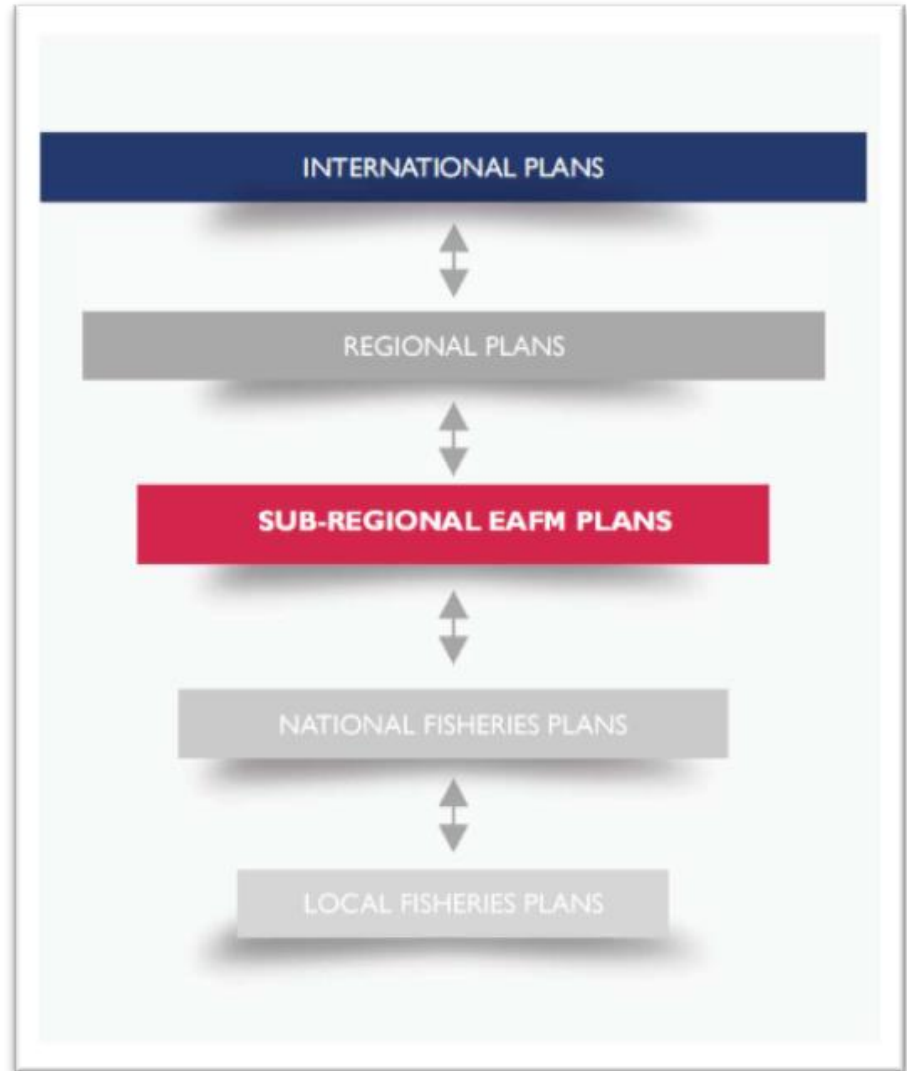 INTERNATIONAL PLANS
REGIONAL PLANS
SUB-REGIONAL EAFM PLANS
NATIONAL FISHERIES PLANS
LOCAL FISHERIES PLANS